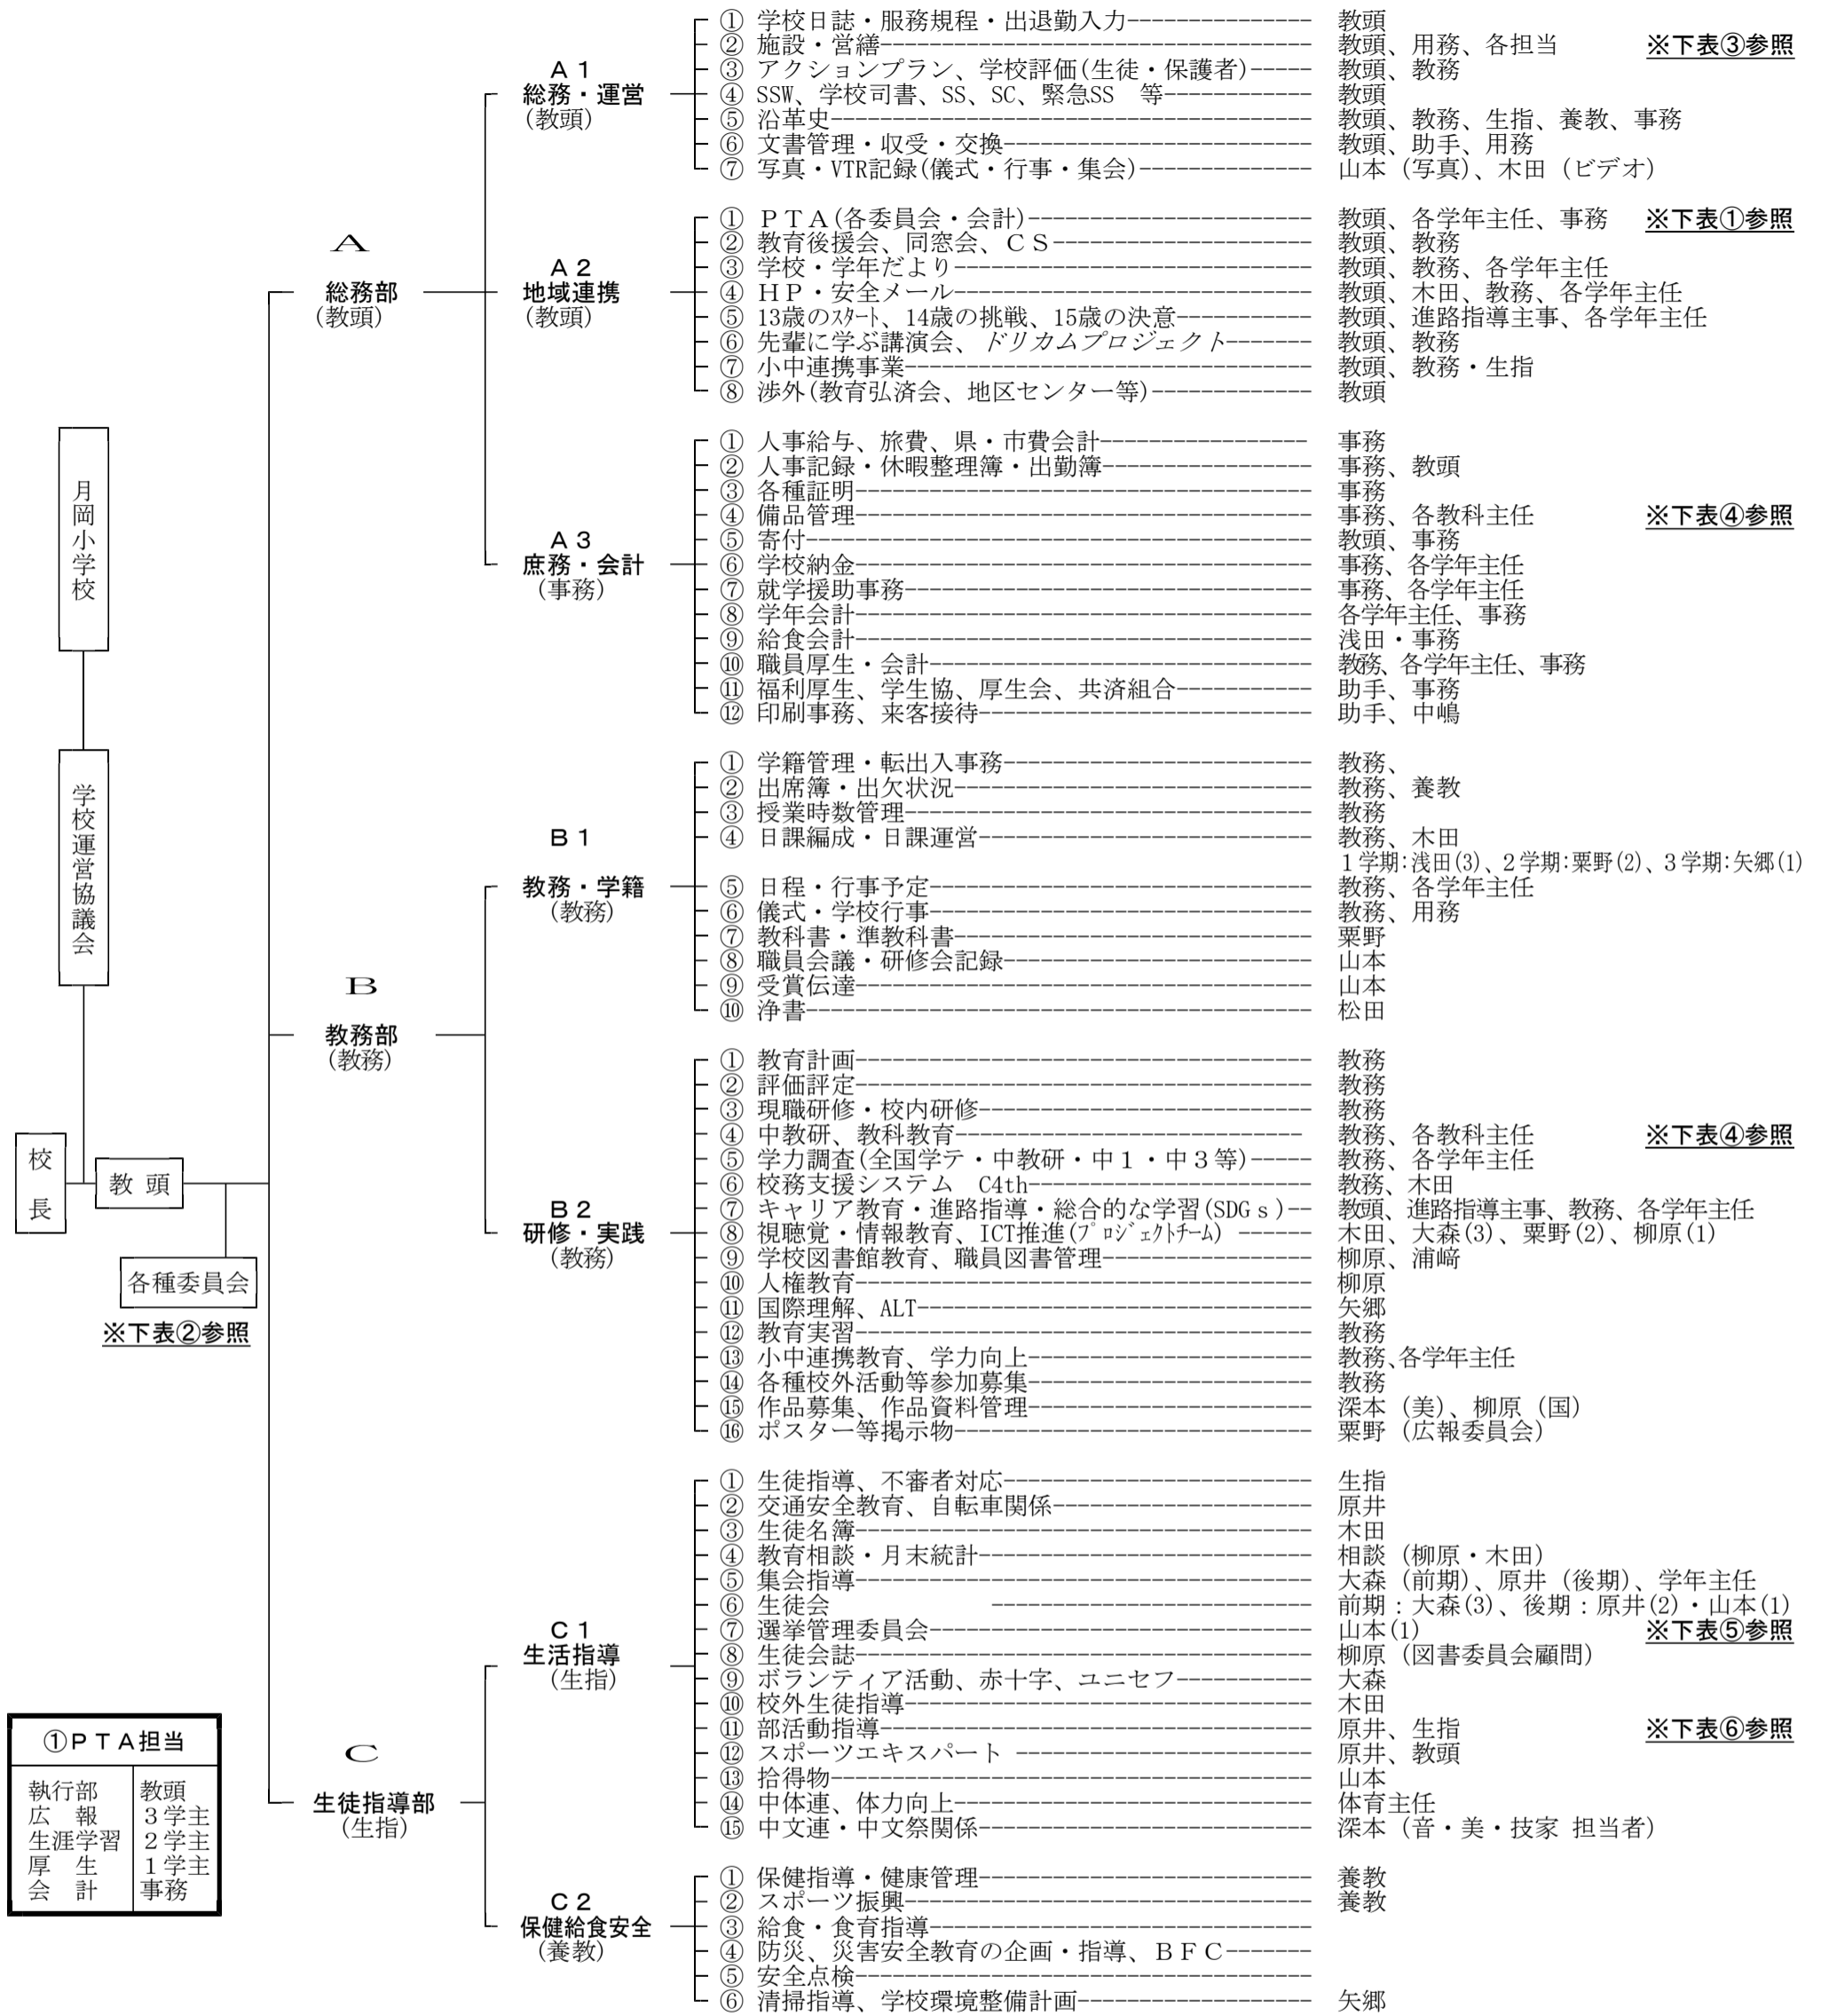 月岡小学校
学校運営協議会
校長
教 頭
各種委員会
※下表②参照
A
総務部
(教頭)
A 1
総務・運営
(教頭)
① 学校日誌・服務規程・出退勤入力 教頭
② 施設・営繕 教頭、用務、各担当 ※下表③参照
③ アクションプラン、学校評価(生徒・保護者) 教頭、教務
④ SSW、学校司書、SS、SC、緊急SS 等 教頭
⑤ 沿革史 教頭、教務、生指、養教、事務
⑥ 文書管理・収受・交換 教頭、助手、用務
⑦ 写真・VTR記録(儀式・行事・集会) 山本（写真）、木田（ビデオ）
A 2
地域連携
(教頭)
① ＰＴＡ(各委員会・会計) 教頭、各学年主任、事務 ※下表①参照
② 教育後援会、同窓会、ＣＳ 教頭、教務
③ 学校・学年だより 教頭、教務、各学年主任
④ ＨＰ・安全メール 教頭、木田、教務、各学年主任
⑤ 13歳のｽﾀｰﾄ、14歳の挑戦、15歳の決意 教頭、進路指導主事、各学年主任
⑥ 先輩に学ぶ講演会、ドリカムプロジェクト 教頭、教務
⑦ 小中連携事業 教頭、教務・生指
⑧ 渉外(教育弘済会、地区センター等) 教頭
A 3
庶務・会計
(事務)
① 人事給与、旅費、県・市費会計 事務
② 人事記録・休暇整理簿・出勤簿 事務、教頭
③ 各種証明 事務
④ 備品管理 事務、各教科主任 ※下表④参照
⑤ 寄付 教頭、事務
⑥ 学校納金 事務、各学年主任
⑦ 就学援助事務 事務、各学年主任
⑧ 学年会計 各学年主任、事務
⑨ 給食会計 浅田・事務
⑩ 職員厚生・会計 教務、各学年主任、事務
⑪ 福利厚生、学生協、厚生会、共済組合 助手、事務
⑫ 印刷事務、来客接待 助手、中嶋
B
教務部
(教務)
B 1
教務・学籍
(教務)
① 学籍管理・転出入事務 教務、
② 出席簿・出欠状況 教務、養教
③ 授業時数管理 教務
④ 日課編成・日課運営 教務、木田
１学期:浅田(3)、２学期:粟野(2)、３学期:矢郷(1)
⑤ 日程・行事予定 教務、各学年主任
⑥ 儀式・学校行事 教務、用務
⑦ 教科書・準教科書 粟野
⑧ 職員会議・研修会記録 山本
⑨ 受賞伝達 山本
⑩ 浄書 松田
B 2
研修・実践
(教務)
① 教育計画 教務
② 評価評定 教務
③ 現職研修・校内研修 教務
④ 中教研、教科教育 教務、各教科主任 ※下表④参照
⑤ 学力調査(全国学テ・中教研・中１・中３等) 教務、各学年主任
⑥ 校務支援システム C4th 教務、木田
⑦ キャリア教育・進路指導・総合的な学習(SDGｓ) 教頭、進路指導主事、教務、各学年主任
⑧ 視聴覚・情報教育、ICT推進(ﾌﾟﾛｼﾞｪｸﾄﾁｰﾑ) 木田、大森(3)、粟野(2)、柳原(1)
⑨ 学校図書館教育、職員図書管理 柳原、浦﨑
⑩ 人権教育 柳原
⑪ 国際理解、ALT 矢郷
⑫ 教育実習 教務
⑬ 小中連携教育、学力向上 教務、各学年主任
⑭ 各種校外活動等参加募集 教務
⑮ 作品募集、作品資料管理 深本（美）、柳原（国）
⑯ ポスター等掲示物 粟野（広報委員会）
C
生徒指導部
(生指)
C 1
生活指導
(生指)
① 生徒指導、不審者対応 生指
② 交通安全教育、自転車関係 原井
③ 生徒名簿 木田
④ 教育相談・月末統計 相談（柳原・木田）
⑤ 集会指導 大森（前期）、原井（後期）、学年主任
⑥ 生徒会 前期：大森(3)、後期：原井(2)・山本(1)
⑦ 選挙管理委員会 山本(1) ※下表⑤参照
⑧ 生徒会誌 柳原（図書委員会顧問）
⑨ ボランティア活動、赤十字、ユニセフ 大森
⑩ 校外生徒指導 木田
⑪ 部活動指導 原井、生指 ※下表⑥参照
⑫ スポーツエキスパート 原井、教頭
⑬ 拾得物 山本
⑭ 中体連、体力向上 体育主任
⑮ 中文連・中文祭関係 深本（音・美・技家 担当者）
C 2
保健給食安全
(養教)
① 保健指導・健康管理 養教
② スポーツ振興 養教
③ 給食・食育指導
④ 防災、災害安全教育の企画・指導、ＢＦＣ
⑤ 安全点検
⑥ 清掃指導、学校環境整備計画 矢郷
①ＰＴＡ担当
執行部 教頭
広 報 ３学主
生涯学習 ２学主
厚 生 １学主
会 計 事務